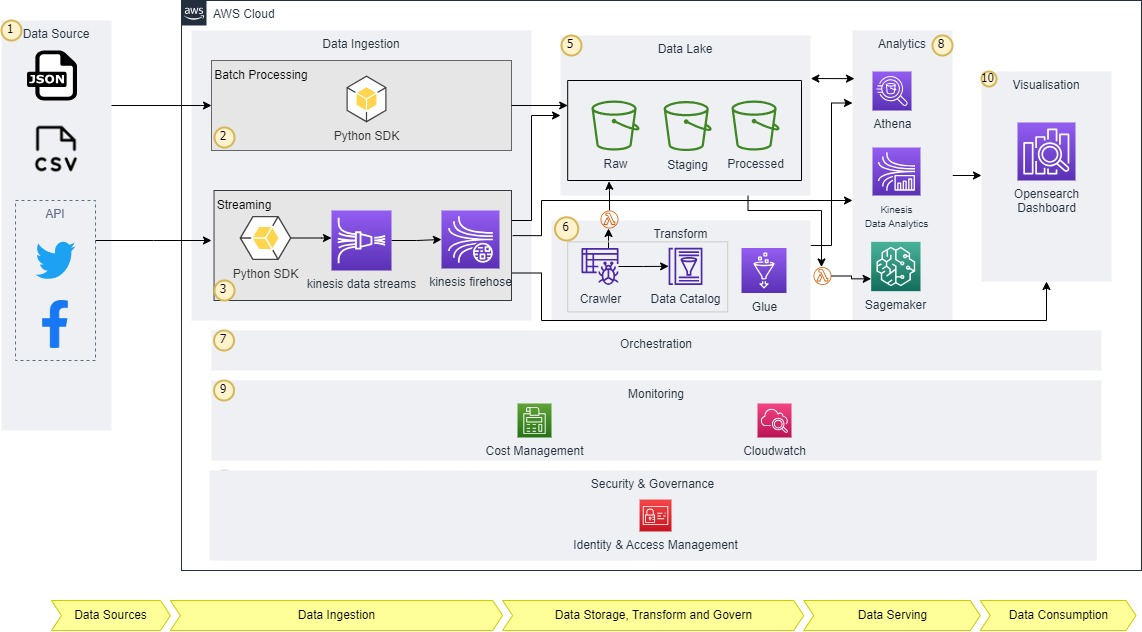 1
Data Source
JSON
CSV
API
aws
AWS Cloud
Data Ingestion
Batch Processing
2
Python SDK
Streaming
3
Python SDK
kinesis data streams
kinesis firehose
5
Data Lake
Raw
Staging
Processed
6
Transform
Crawler
Data Catalog
Glue
Analytics
8
Athena
Kinesis
Data Analytics
Sagemaker
10
Visualisation
Opensearch
Dashboard
7
Orchestration
9
Monitoring
Cost Management
Cloudwatch
Security & Governance
Identity & Access Management
Data Sources
Data Ingestion
Data Storage, Transform and Govern
Data Serving
Data Consumption